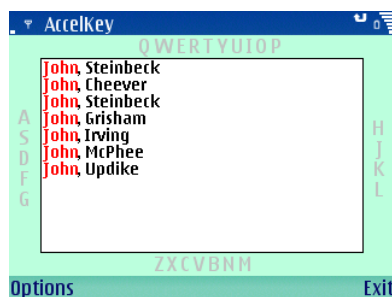 AccelKey
QWERTYUIOP
John, Steinbeck
John, Cheever
John, Steinbeck
John, Grisham
John, Irving
John, McPhee
John, Updike
A
S
D
F
G
H
J
K
L
ZXCVBNM
Options Exit